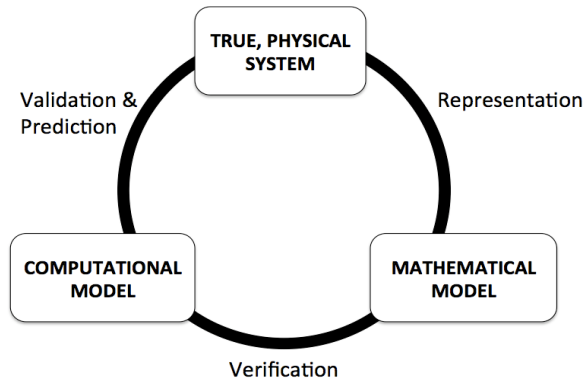 TRUE, PHYSICAL
SYSTEM
Validation &
Prediction
Representation
COMPUTATIONAL
MODEL
MATHEMATICAL
MODEL
Verification